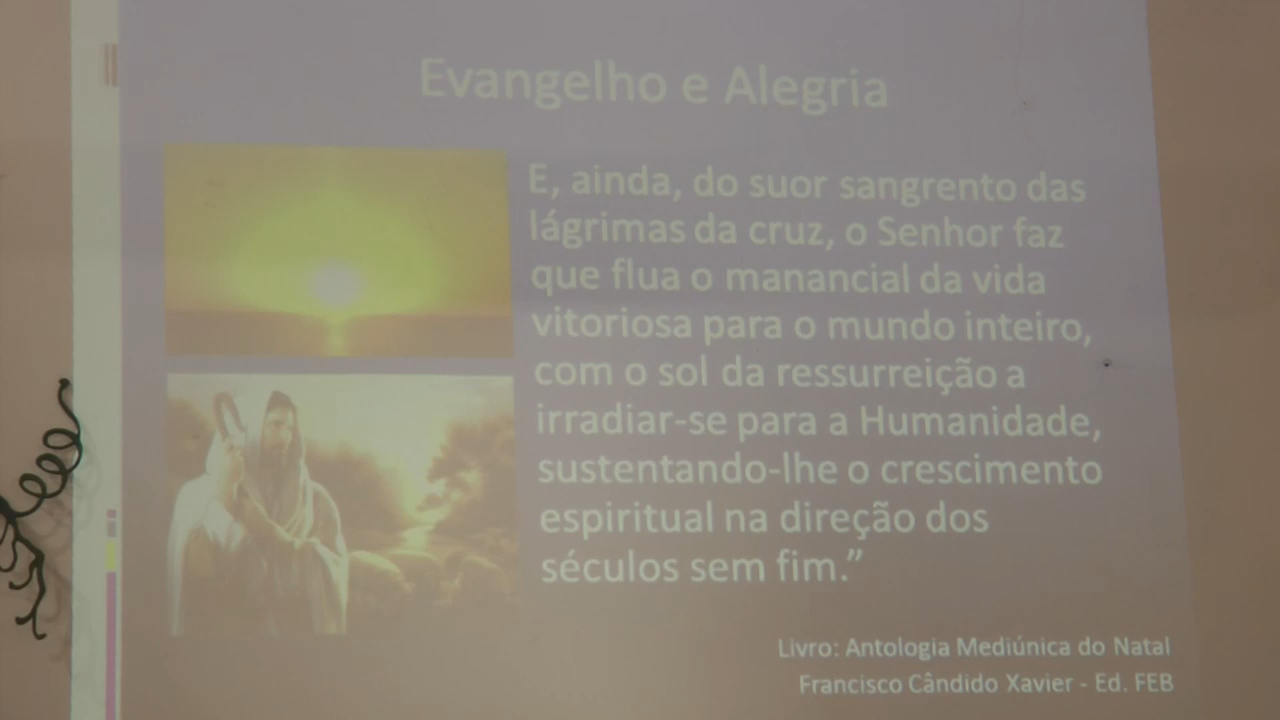 Evangelho e Alegria
E, ainda, do suor sangrento das
lágrimas da cruz, o Senhor faz
que flua o manancial da vida
vitoriosa para o mundo inteiro,
com o sol da ressurreição a
irradiar-se para a Humanidade,
sustentando-lhe o crescimento
espiritual na direção dos
séculos sem fim.”
Livro: Antologia Mediúnica do Natal
Francisco Cândido Xavier - Ed. FEB